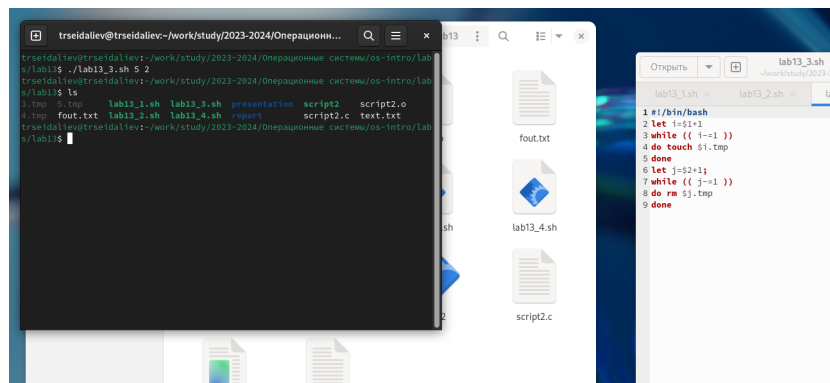 trseidaliev@trseidaliev:~/work/study/2023-2024/Операционн...
trseidaliev@trseidaliev:~/work/study/2023-2024/Операционные системы/os-intro/lab
s/lab13$ ./lab13_3.sh 5 2
trseidaliev@trseidaliev:~/work/study/2023-2024/Операционные системы/os-intro/lab
s/lab13$ ls
3.tmp 5.tmp lab13_1.sh lab13_3.sh presentation script2 script2.o
4.tmp fout.txt lab13_2.sh lab13_4.sh report script2.c text.txt
trseidaliev@trseidaliev:~/work/study/2023-2024/Операционные системы/os-intro/lab
s/lab13$
b13
fout.txt
.sh
lab13_4.sh
2
script2.c
Открыть
lab13_3.sh
~/work/study/2023-
lab13_1.sh
lab13_2.sh
1 #!/bin/bash
2 let i=$1+1
3 while (( i-=1 ))
4 do touch $i.tmp
5 done
6 let j=$2+1;
7 while (( j-=1 ))
8 do rm $j.tmp
9 done